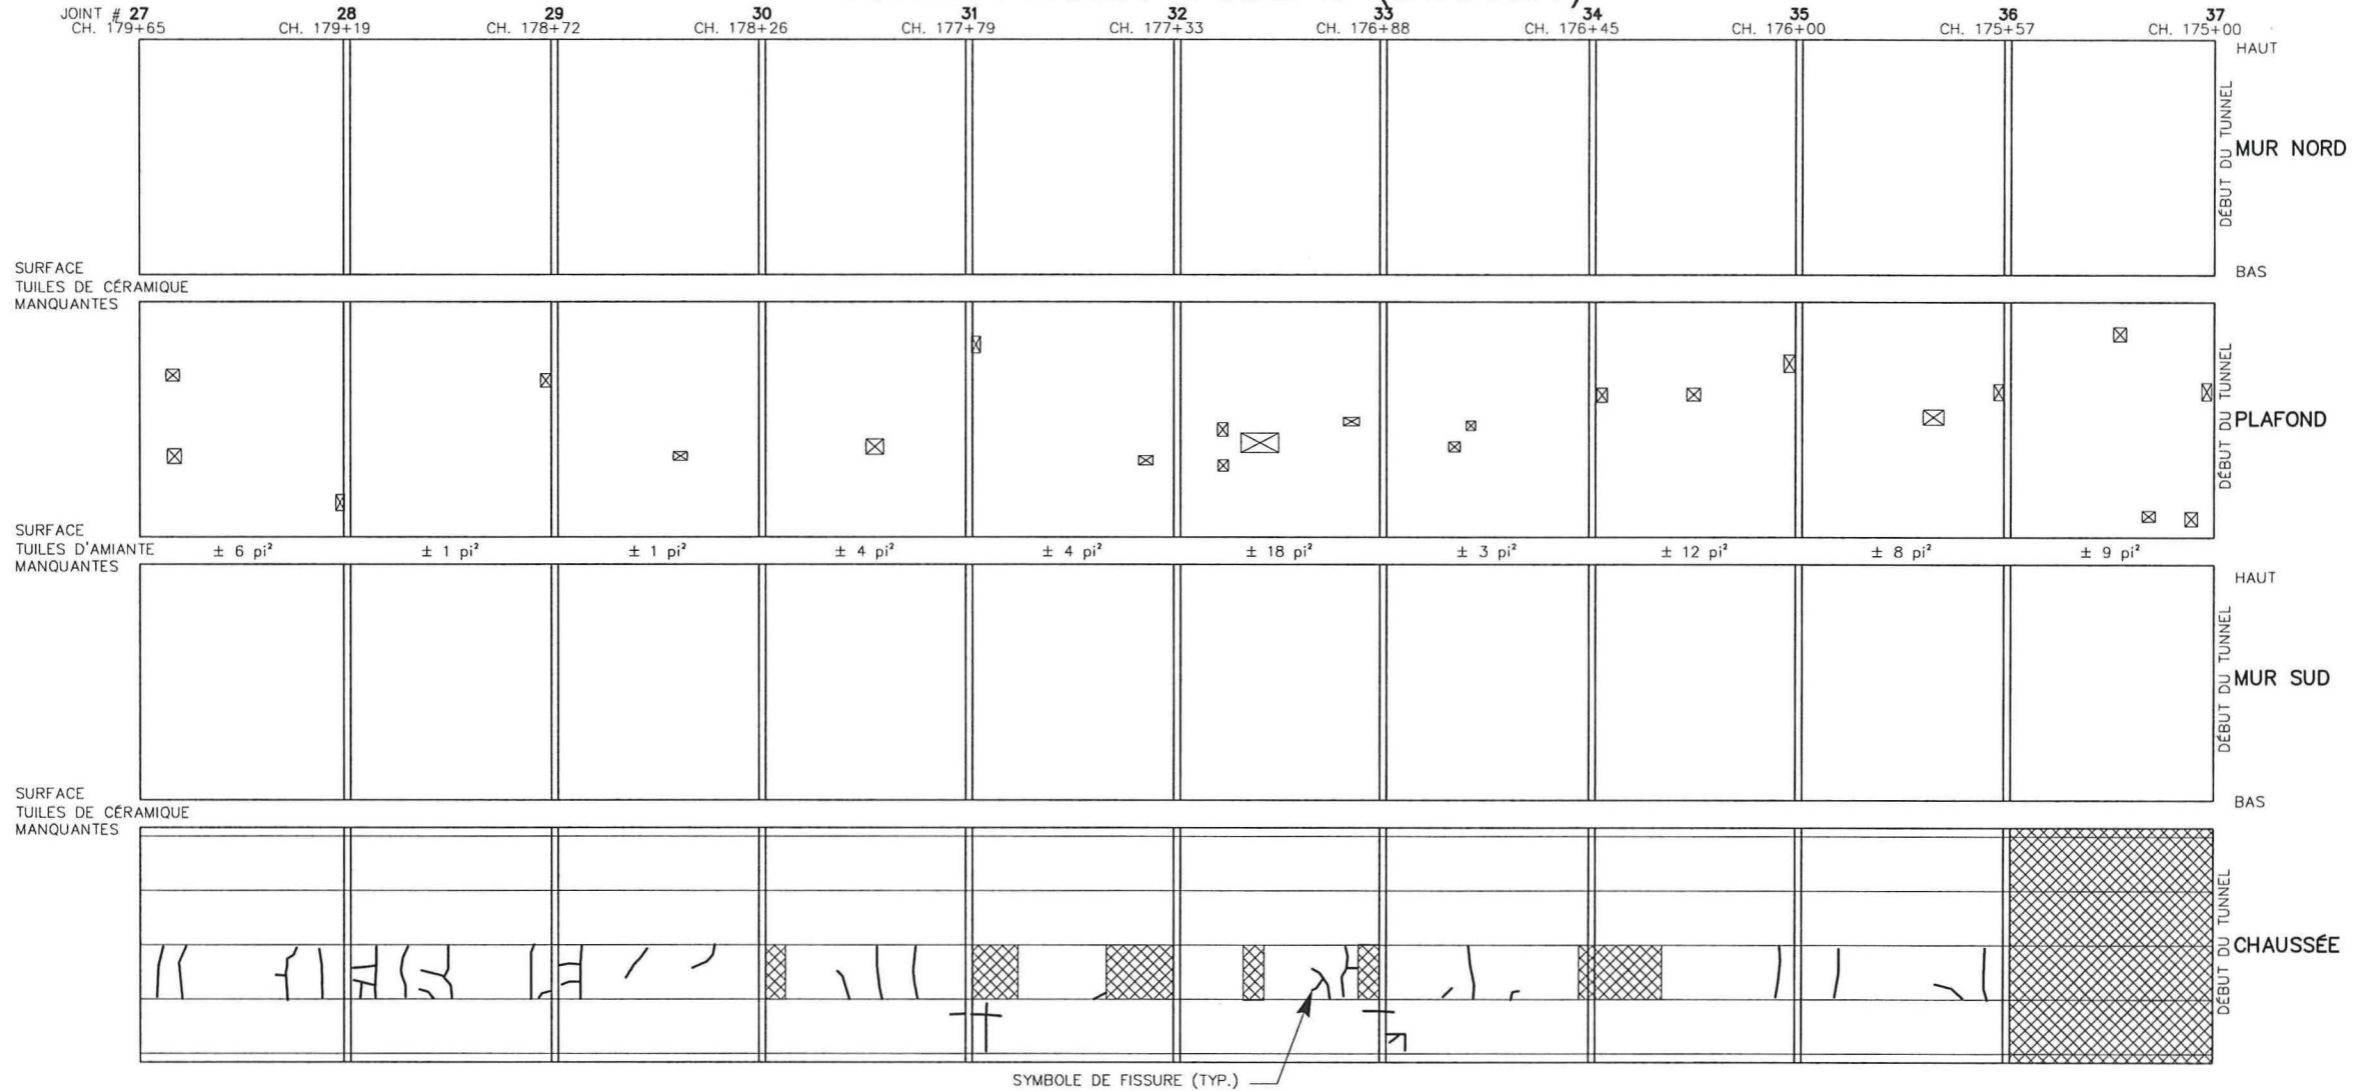 JOINT # 27 28 29 30 31 32 33 34 35 36 37
CH. 179+65 CH. 179+19 CH. 178+72 CH. 178+26 CH. 177+79 CH. 177+33 CH. 176+88 CH. 176+45 CH. 176+00 CH. 175+57 CH. 175+00
HAUT
DÉBUT DU TUNNEL
MUR NORD
BAS
SURFACE
TUILES DE CÉRAMIQUE
MANQUANTES
DÉBUT DU TUNNEL
PLAFOND
SURFACE
TUILES D'AMIANTE ± 6 pi² ± 1 pi² ± 1 pi² ± 4 pi² ± 4 pi² ± 18 pi² ± 3 pi² ± 12 pi² ± 8 pi² ± 9 pi²
MANQUANTES
HAUT
DÉBUT DU TUNNEL
MUR SUD
BAS
SURFACE
TUILES DE CÉRAMIQUE
MANQUANTES
DÉBUT DU TUNNEL
CHAUSSÉE
SYMBOLE DE FISSURE (TYP.)